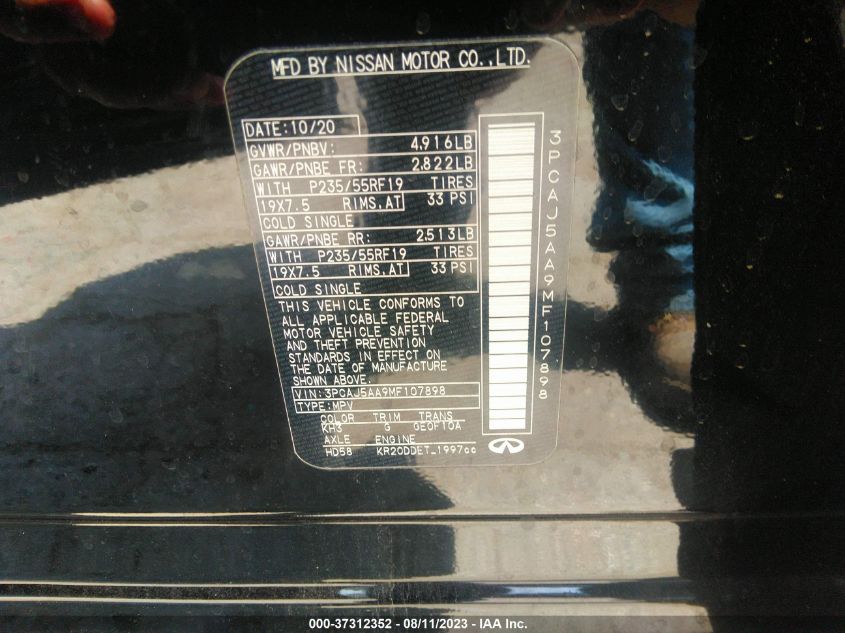 MFD BY NISSAN MOTOR CO.,LTD.
DATE:10/20
GVWR/PNBV: 4,916LB
GAWR/PNBE FR: 2,822LB
WITH P235/55RF19 TIRES
19X7.5 RIMS,AT 33 PSI
COLD SINGLE
GAWR/PNBE RR: 2,513LB
WITH P235/55RF19 TIRES
19X7.5 RIMS,AT 33 PSI
COLD SINGLE
THIS VEHICLE CONFORMS TO
ALL APPLICABLE FEDERAL
MOTOR VEHICLE SAFETY
AND THEFT PREVENTION
STANDARDS IN EFFECT ON
THE DATE OF MANUFACTURE
SHOWN ABOVE.
VIN:3PCAJ5AA9MF107898
TYPE:MPV
COLOR TRIM TRANS
KH3 G GE0F10A
AXLE ENGINE
HD58 KR20DDET_1997cc
3PCAJ5AA9MF107898
000-37312352 - 08/11/2023 - © IAA Inc.